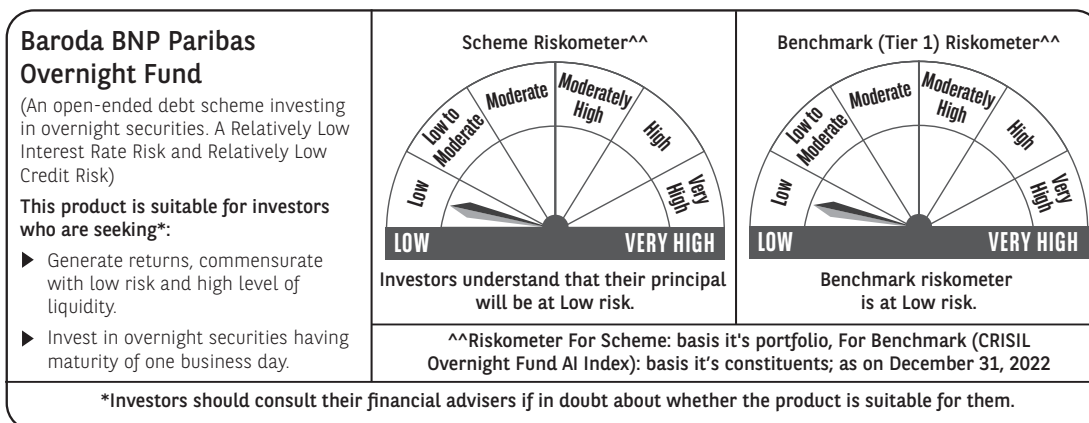 Baroda BNP Paribas
Overnight Fund
(An open-ended debt scheme investing
in overnight securities. A Relatively Low
Interest Rate Risk and Relatively Low
Credit Risk)
This product is suitable for investors
who are seeking*:
▶ Generate returns, commensurate
with low risk and high level of
liquidity.
▶ Invest in overnight securities having
maturity of one business day.
Scheme Riskometer^^
Low
Low to
Moderate
Moderate
Moderately
High
High
Very
High
LOW VERY HIGH
Investors understand that their principal
will be at Low risk.
Benchmark (Tier 1) Riskometer^^
Low
Low to
Moderate
Moderate
Moderately
High
High
Very
High
LOW VERY HIGH
Benchmark riskometer
is at Low risk.
^^Riskometer For Scheme: basis it's portfolio, For Benchmark (CRISIL
Overnight Fund AI Index): basis it's constituents; as on December 31, 2022
*Investors should consult their financial advisers if in doubt about whether the product is suitable for them.